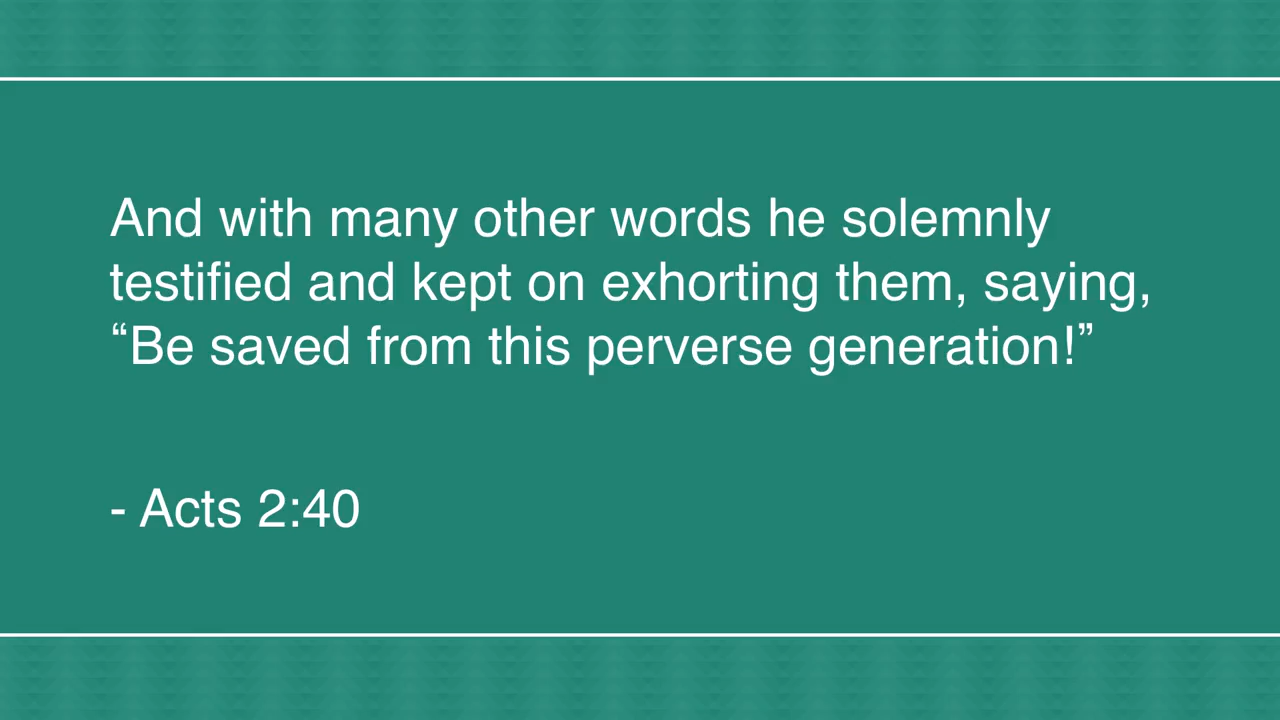 And with many other words he solemnly
testified and kept on exhorting them, saying,
“Be saved from this perverse generation!”
- Acts 2:40